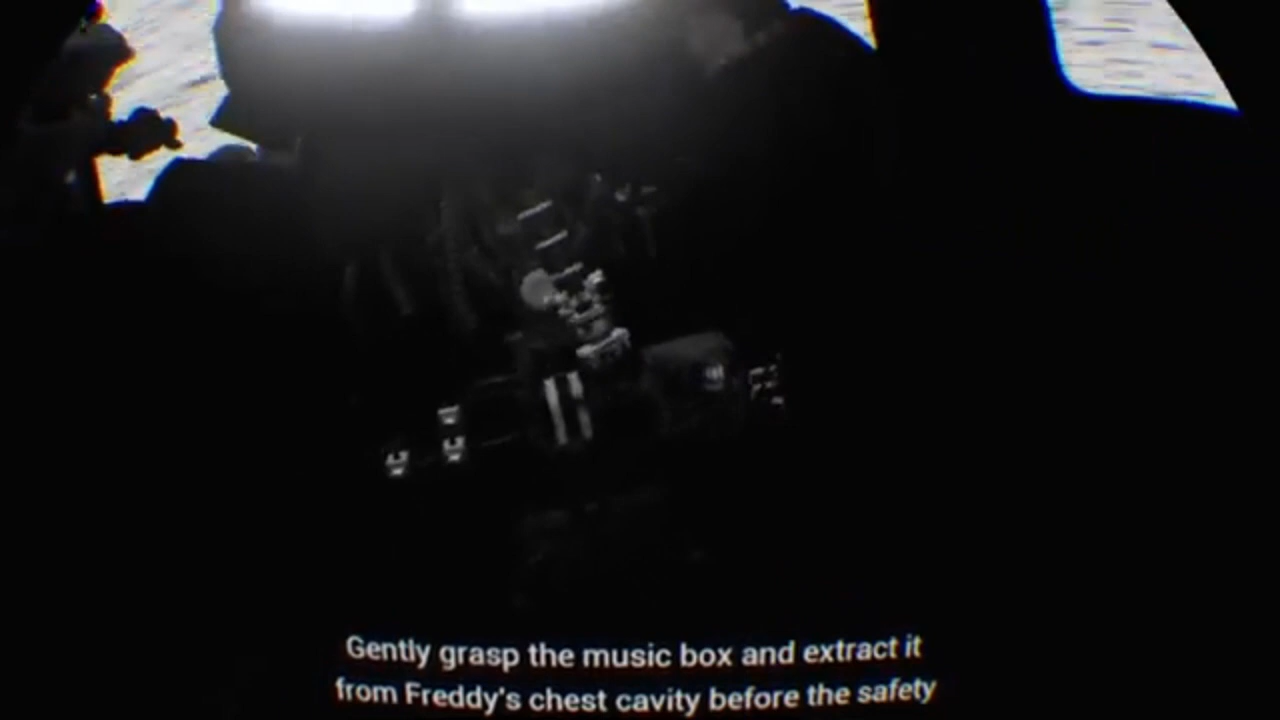 Gently grasp the music box and extract it
from Freddy's chest cavity before the safety